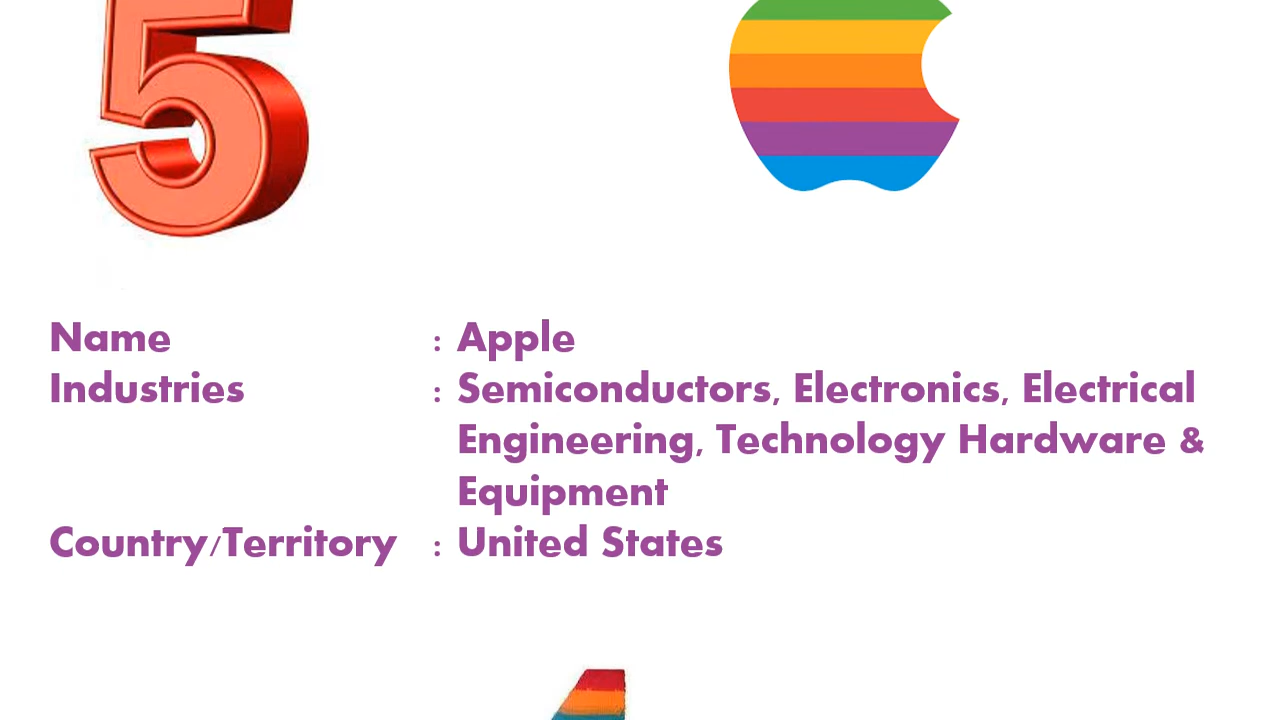 5
Name : Apple
Industries : Semiconductors, Electronics, Electrical
Engineering, Technology Hardware &
Equipment
Country/Territory : United States